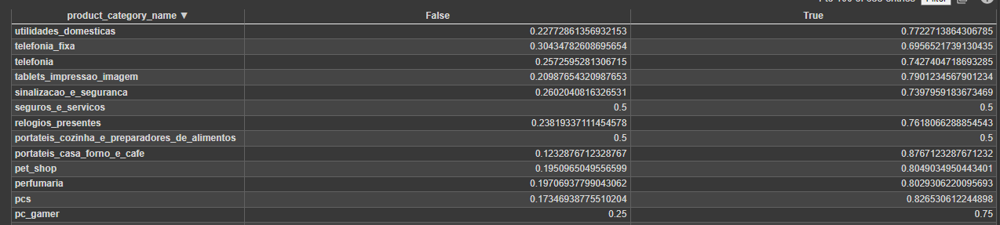 product_category_name ▼ False True
utilidades_domesticas 0.22772861356932153 0.7722713864306785
telefonia_fixa 0.30434782608695654 0.6956521739130435
telefonia 0.2572595281306715 0.7427404718693285
tablets_impressao_imagem 0.20987654320987653 0.7901234567901234
sinalizacao_e_seguranca 0.2602040816326531 0.7397959183673469
seguros_e_servicos 0.5 0.5
relogios_presentes 0.23819337111454578 0.7618066288854543
portateis_cozinha_e_preparadores_de_alimentos 0.5 0.5
portateis_casa_forno_e_cafe 0.1232876712328767 0.8767123287671232
pet_shop 0.1950965049556599 0.8049034950443401
perfumaria 0.19706937799043062 0.8029306220095693
pcs 0.17346938775510204 0.826530612244898
pc_gamer 0.25 0.75